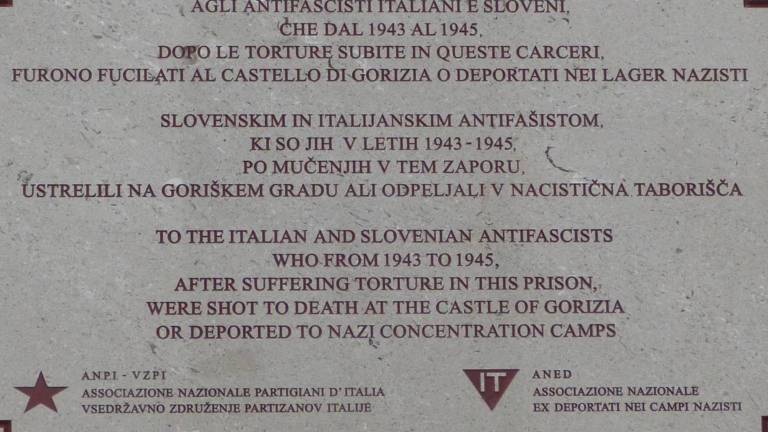 AGLI ANTIFASCISTI ITALIANI E SLOVENI,
CHE DAL 1943 AL 1945,
DOPO LE TORTURE SUBITE IN QUESTE CARCERI,
FURONO FUCILATI AL CASTELLO DI GORIZIA O DEPORTATI NEI LAGER NAZISTI
SLOVENSKIM IN ITALIJANSKIM ANTIFAŠISTOM,
KI SO JIH V LETIH 1943-1945,
PO MUČENJIH V TEM ZAPORU,
USTRELILI NA GORIŠKEM GRADU ALI ODPELJALI V NACISTIČNA TABORIŠČA
TO THE ITALIAN AND SLOVENIAN ANTIFASCISTS
WHO FROM 1943 TO 1945,
AFTER SUFFERING TORTURE IN THIS PRISON,
WERE SHOT TO DEATH AT THE CASTLE OF GORIZIA
OR DEPORTED TO NAZI CONCENTRATION CAMPS
ANPI - VZPI
ASSOCIAZIONE NAZIONALE PARTIGIANI D'ITALIA
VSEDRŽAVNO ZDRUŽENJE PARTIZANOV ITALIJE
IT
ANED
ASSOCIAZIONE NAZIONALE
EX DEPORTATI NEI CAMPI NAZISTI